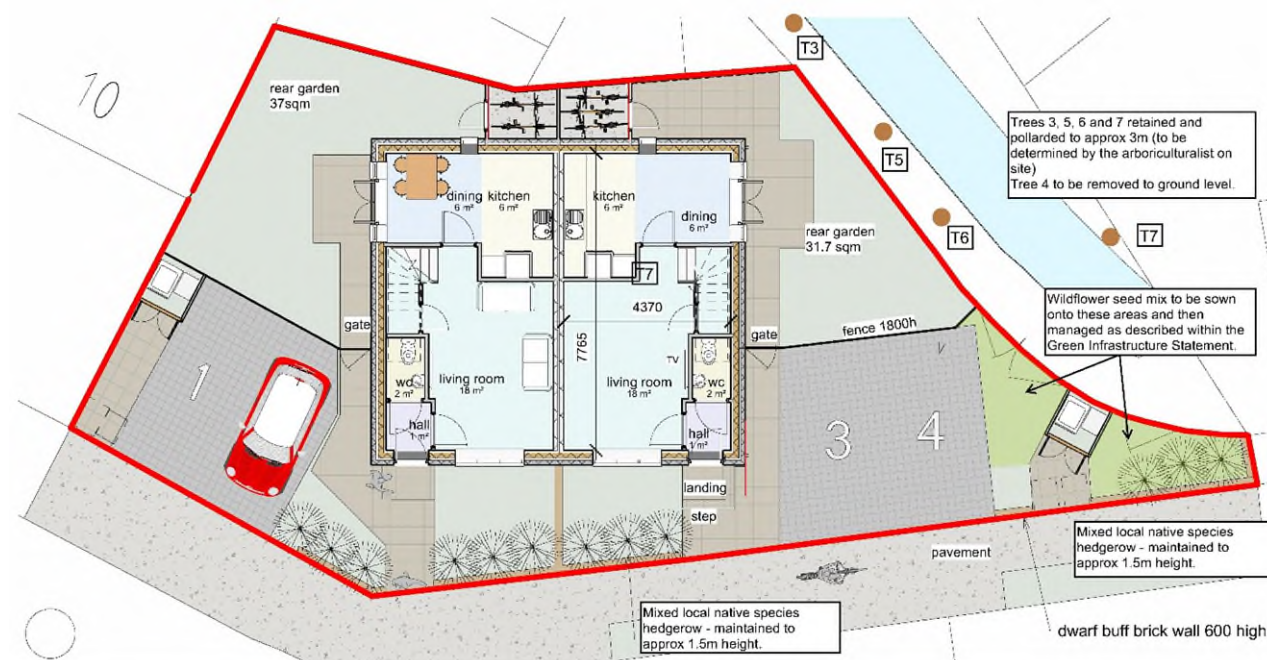 10
rear garden
37sqm
T3
T5
T6
T7
Trees 3, 5, 6 and 7 retained and
pollarded to approx 3m (to be
determined by the arboriculturalist on
site)
Tree 4 to be removed to ground level.
dining
6 m²
kitchen
6 m²
kitchen
6 m²
dining
6 m²
rear garden
31.7 sqm
T7
4370
7765
Wildflower seed mix to be sown
onto these areas and then
managed as described within the
Green Infrastructure Statement.
gate
gate
fence 1800h
1
wc
2 m²
living room
18 m²
living room
18 m²
TV
wc
2 m²
hall
1 m²
hall
1 m²
3
4
landing
step
pavement
Mixed local native species
hedgerow - maintained to
approx 1.5m height.
Mixed local native species
hedgerow - maintained to
approx 1.5m height.
dwarf buff brick wall 600 high